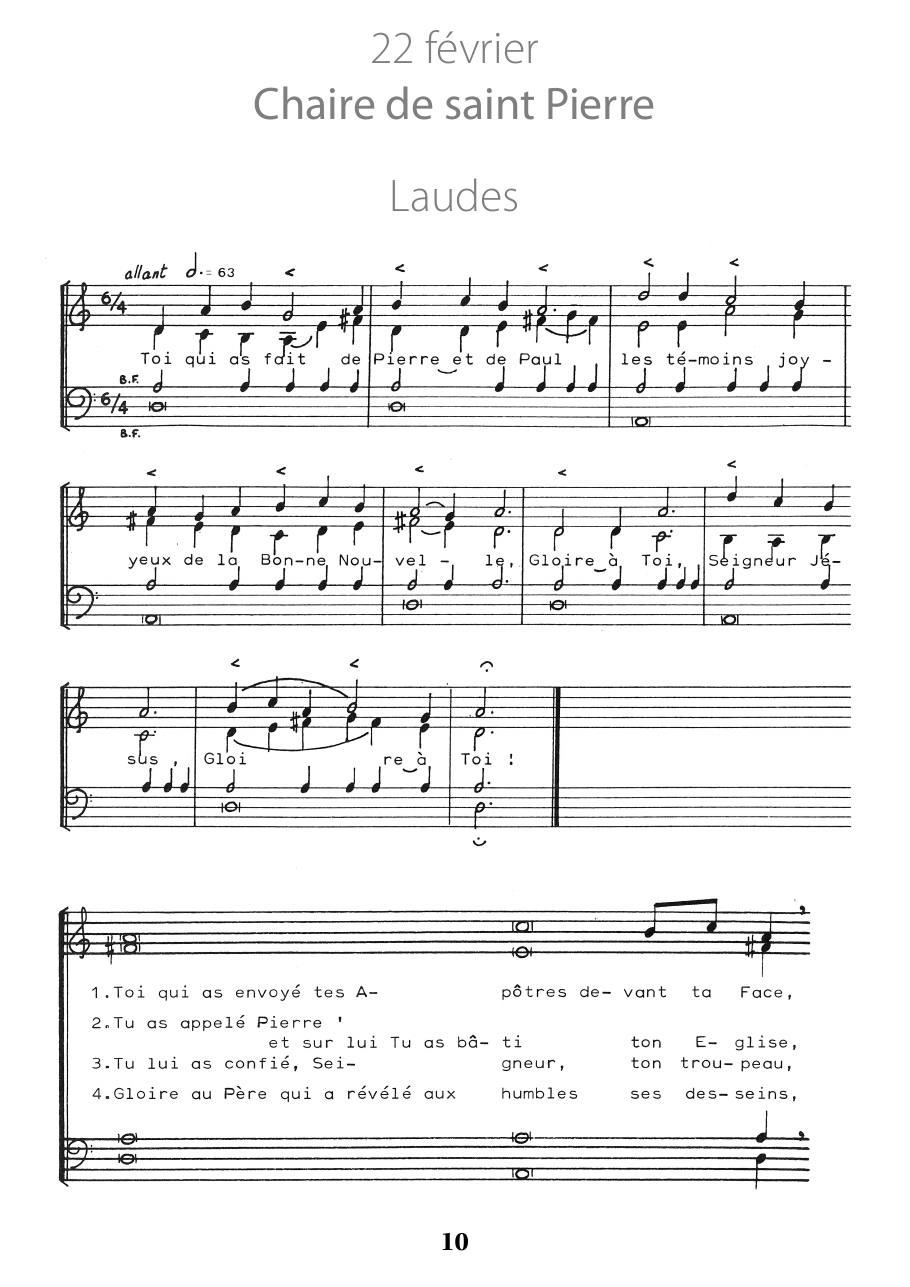 22 février
Chaire de saint Pierre
Laudes
allant = 63
6/4
Toi qui as fait de Pierre et de Paul les té-moins joy -
B.F.
6/4
B.F.
yeux de la Bon-ne Nou- vel - le, Gloire à Toi, Seigneur Jé-
sus , Gloi re à Toi !
1.Toi qui as envoyé tes A- pôtres de- vant ta Face,
2.Tu as appelé Pierre '
et sur lui Tu as bâ- ti ton E- glise,
3.Tu lui as confié, Sei- gneur, ton trou- peau,
4.Gloire au Père qui a révélé aux humbles ses des- seins,
10